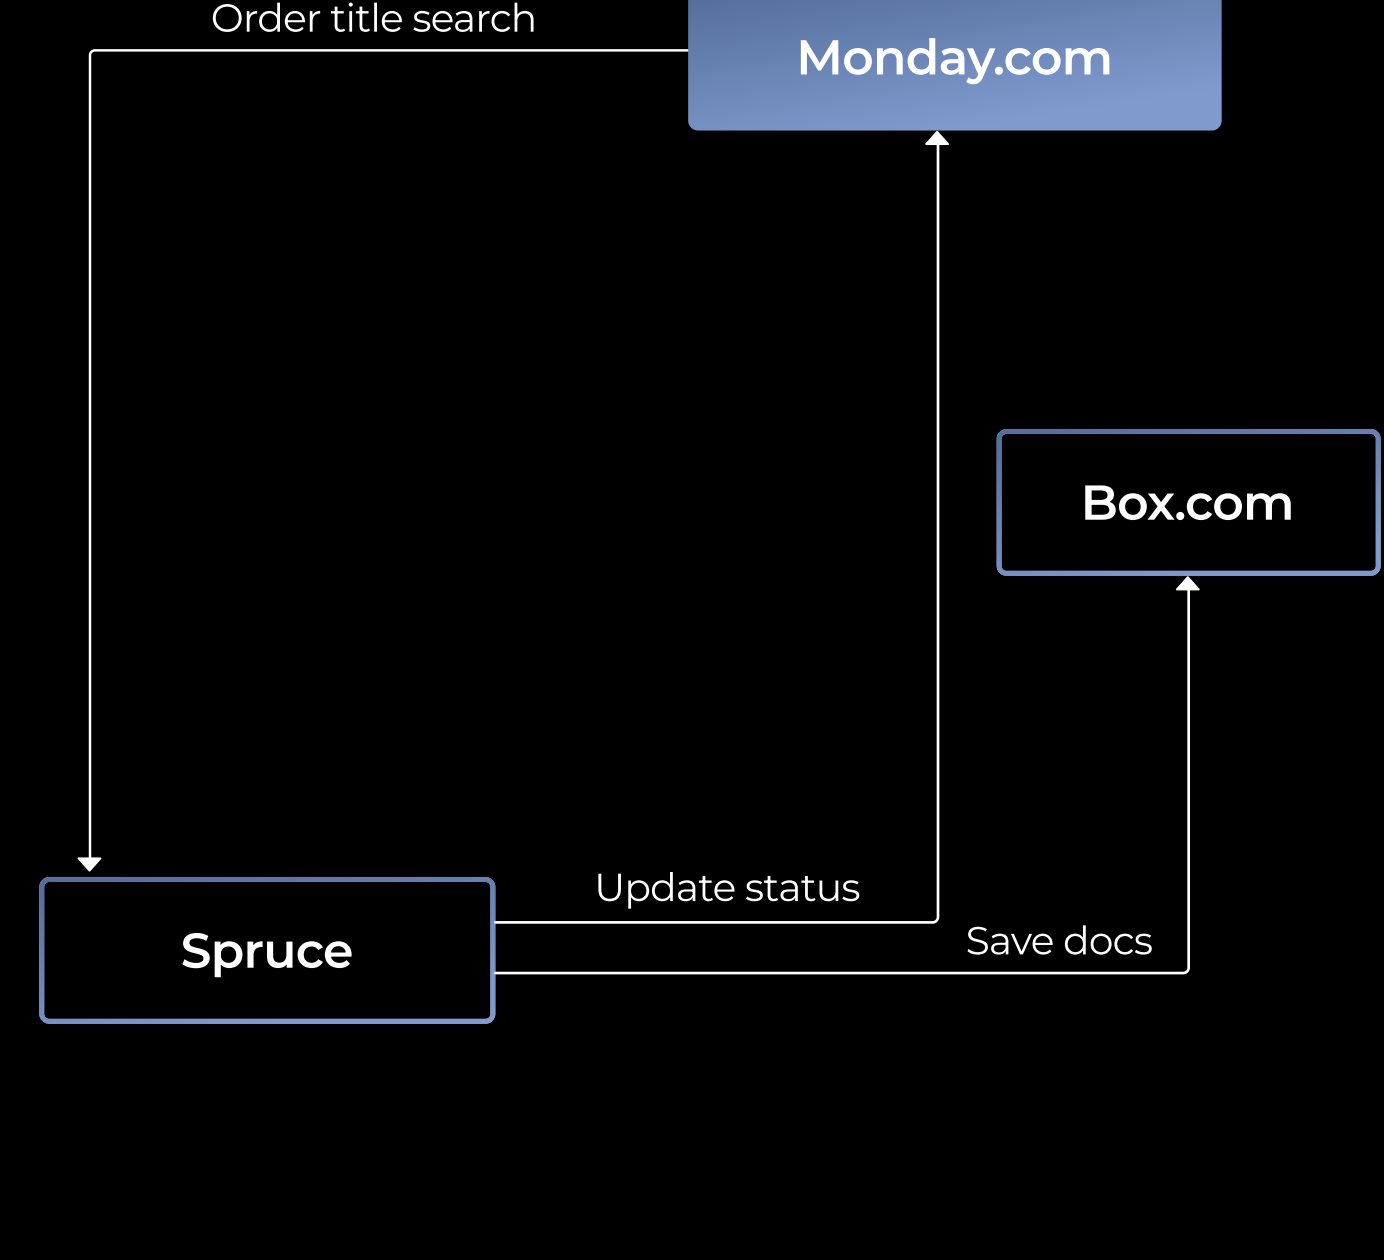 Order title search
Monday.com
Box.com
Update status
Save docs
Spruce